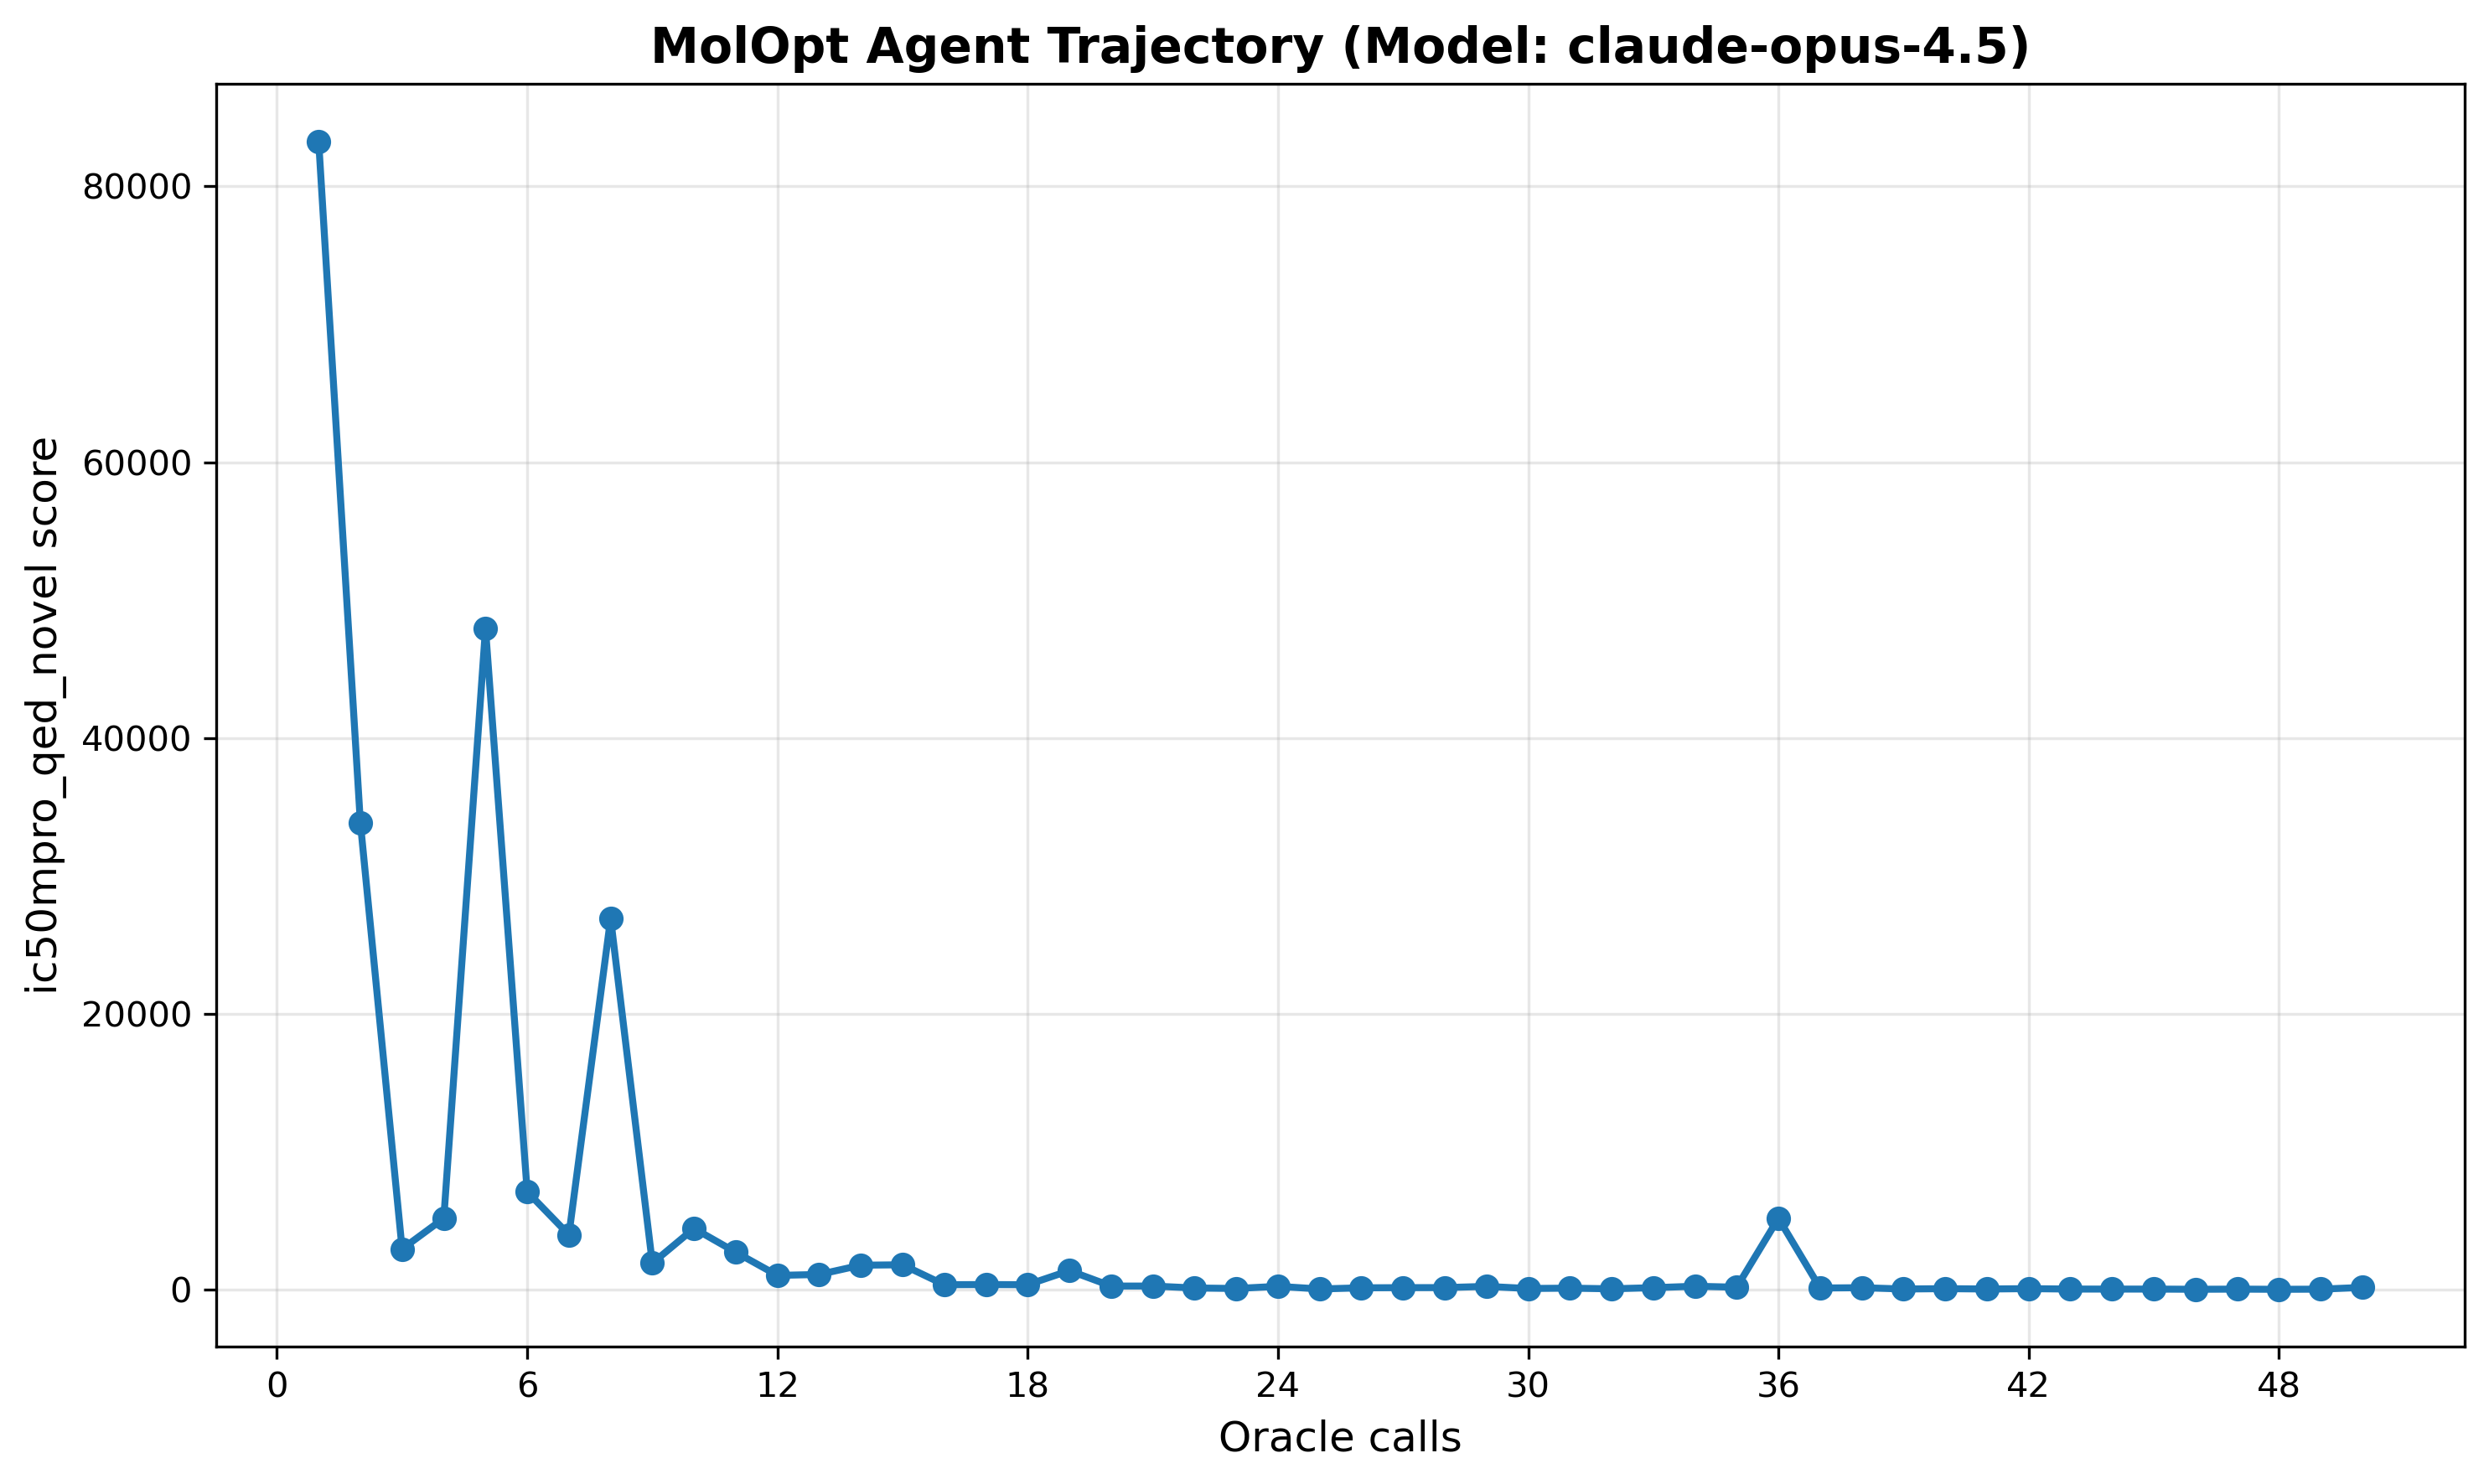 MolOpt Agent Trajectory (Model: claude-opus-4.5)
ic50mpro_qed_novel score
80000
60000
40000
20000
0
0 6 12 18 24 30 36 42 48
Oracle calls